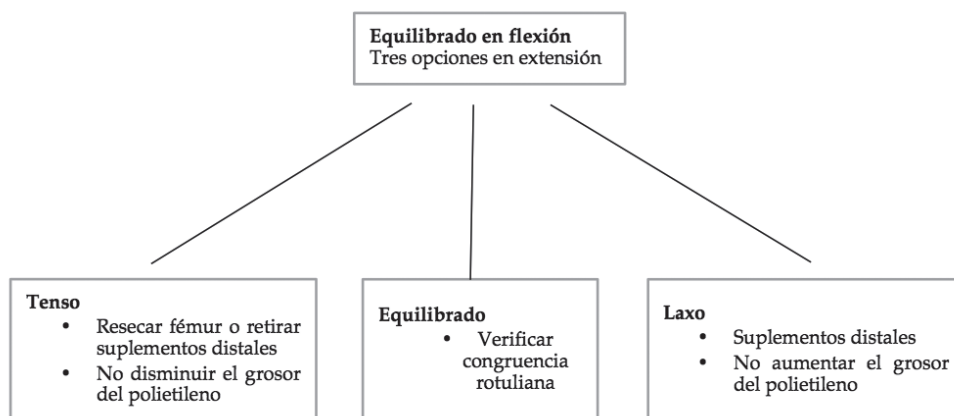 Equilibrado en flexión
Tres opciones en extensión
Tenso
• Resecar fémur o retirar
suplementos distales
• No disminuir el grosor
del polietileno
Equilibrado
• Verificar
congruencia
rotuliana
Laxo
• Suplementos distales
• No aumentar el grosor
del polietileno